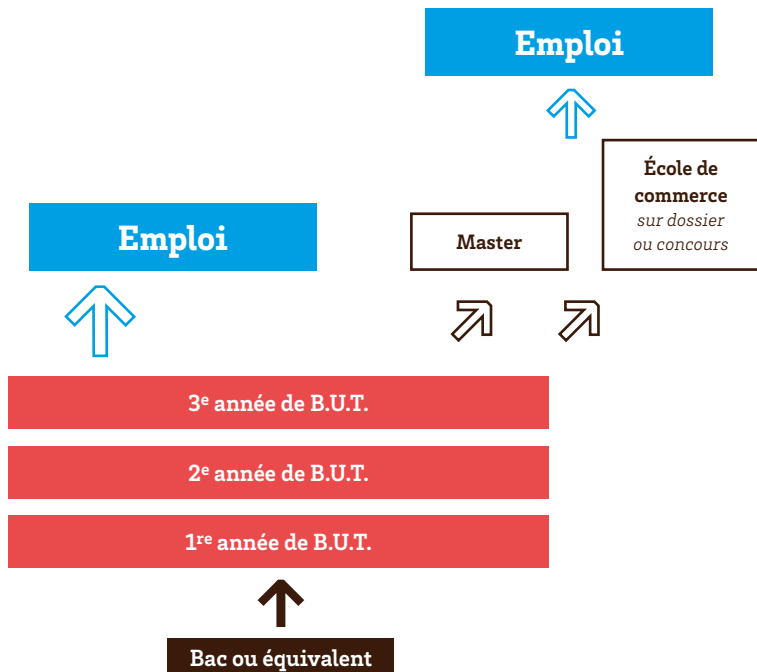 Emploi
École de
commerce
sur dossier
ou concours
Emploi
Master
3e année de B.U.T.
2e année de B.U.T.
1re année de B.U.T.
Bac ou équivalent